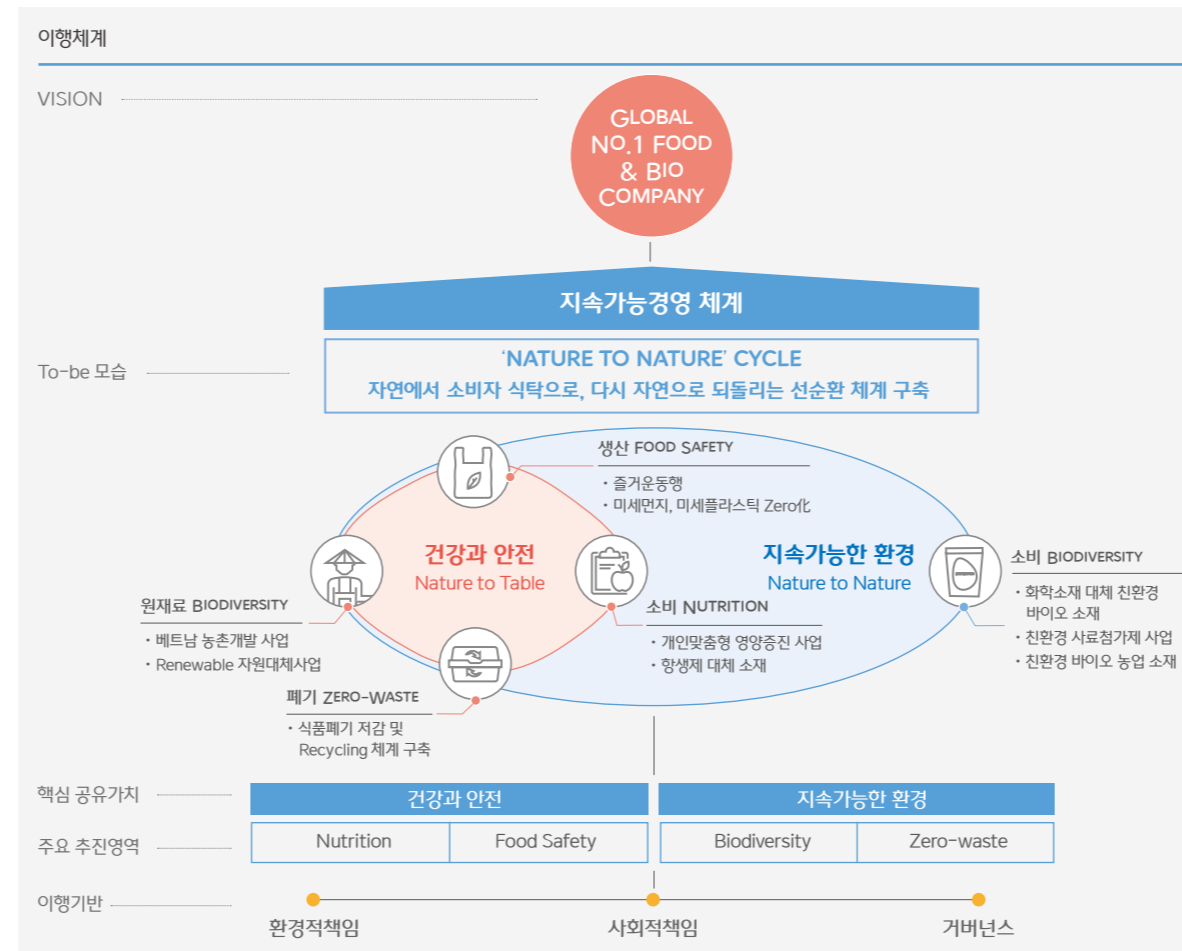 이행체계
VISION
GLOBAL
NO.1 FOOD
& BIO
COMPANY
지속가능경영 체계
To-be 모습
‘NATURE TO NATURE’ CYCLE
자연에서 소비자 식탁으로, 다시 자연으로 되돌리는 선순환 체계 구축
생산 FOOD SAFETY
· 즐거운동행
· 미세먼지, 미세플라스틱 Zero化
건강과 안전
Nature to Table
지속가능한 환경
Nature to Nature
소비 BIODIVERSITY
· 화학소재 대체 친환경
바이오 소재
· 친환경 사료첨가제 사업
· 친환경 바이오 농업 소재
원재료 BIODIVERSITY
· 베트남 농촌개발 사업
· Renewable 자원대체사업
소비 NUTRITION
· 개인맞춤형 영양증진 사업
· 항생제 대체 소재
폐기 ZERO-WASTE
· 식품폐기 저감 및
Recycling 체계 구축
핵심 공유가치
건강과 안전
지속가능한 환경
주요 추진영역
Nutrition
Food Safety
Biodiversity
Zero-waste
이행기반
환경적책임
사회적책임
거버넌스